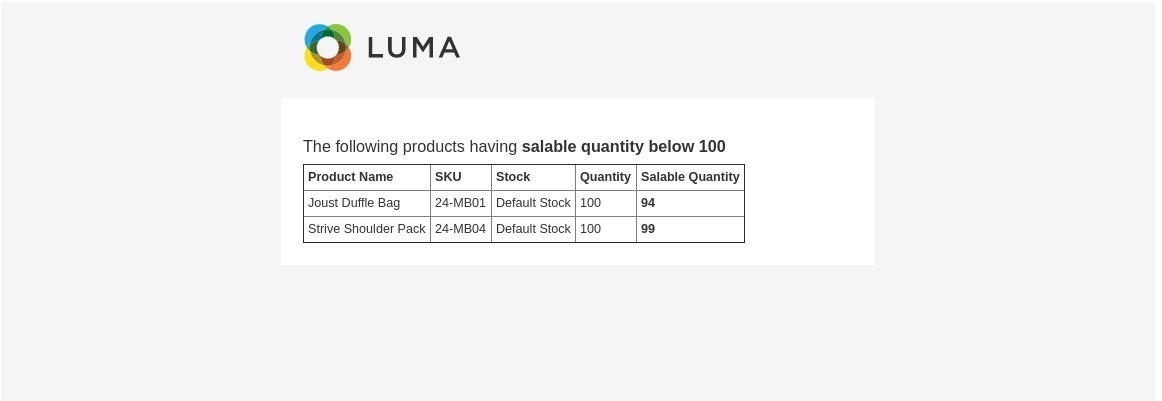 LUMA
The following products having salable quantity below 100
Product Name SKU Stock Quantity Salable Quantity
Joust Duffle Bag 24-MB01 Default Stock 100 94
Strive Shoulder Pack 24-MB04 Default Stock 100 99